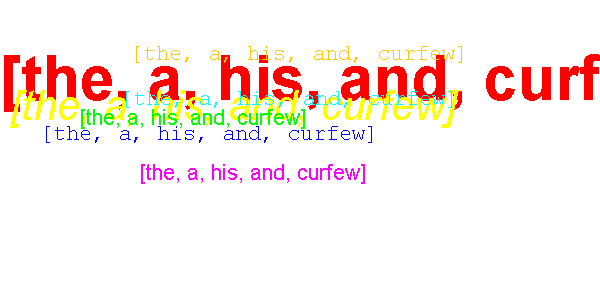 [the, a, his, and, curfew]
[the, a, his, and, curf
[the, a, his, and, curfew]
[the, a, his, and, curfew]
[the, a, his, and, curfew]
[the, a, his, and, curfew]
[the, a, his, and, curfew]